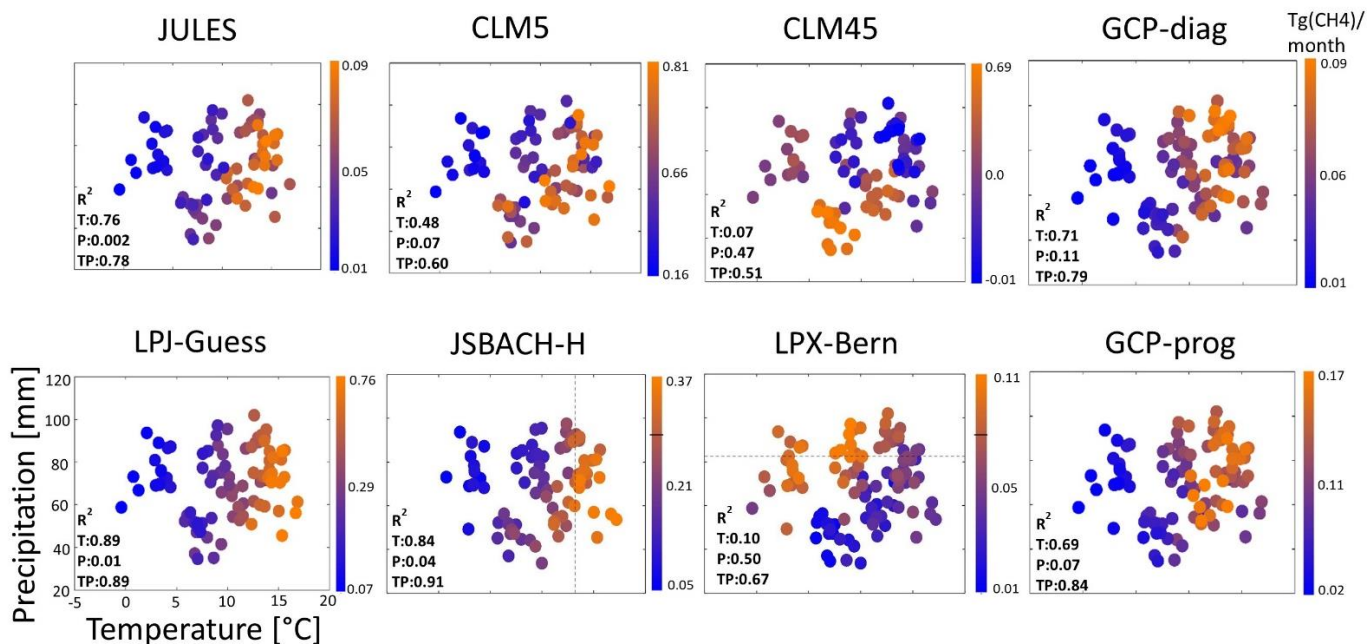 JULES
0.09
0.05
0.01
R²
T:0.76
P:0.002
TP:0.78
CLM5
0.81
0.66
0.16
R²
T:0.48
P:0.07
TP:0.60
CLM45
0.69
0.0
-0.01
R²
T:0.07
P:0.47
TP:0.51
GCP-diag
Tg(CH4)/
month
0.09
0.06
0.01
R²
T:0.71
P:0.11
TP:0.79
LPJ-Guess
Precipitation [mm]
120
100
80
60
40
20
-5
0
5
10
15
20
Temperature [°C]
0.76
0.29
0.07
R²
T:0.89
P:0.01
TP:0.89
JSBACH-H
0.37
0.21
0.05
R²
T:0.84
P:0.04
TP:0.91
LPX-Bern
0.11
0.05
0.01
R²
T:0.10
P:0.50
TP:0.67
GCP-prog
0.17
0.11
0.02
R²
T:0.69
P:0.07
TP:0.84